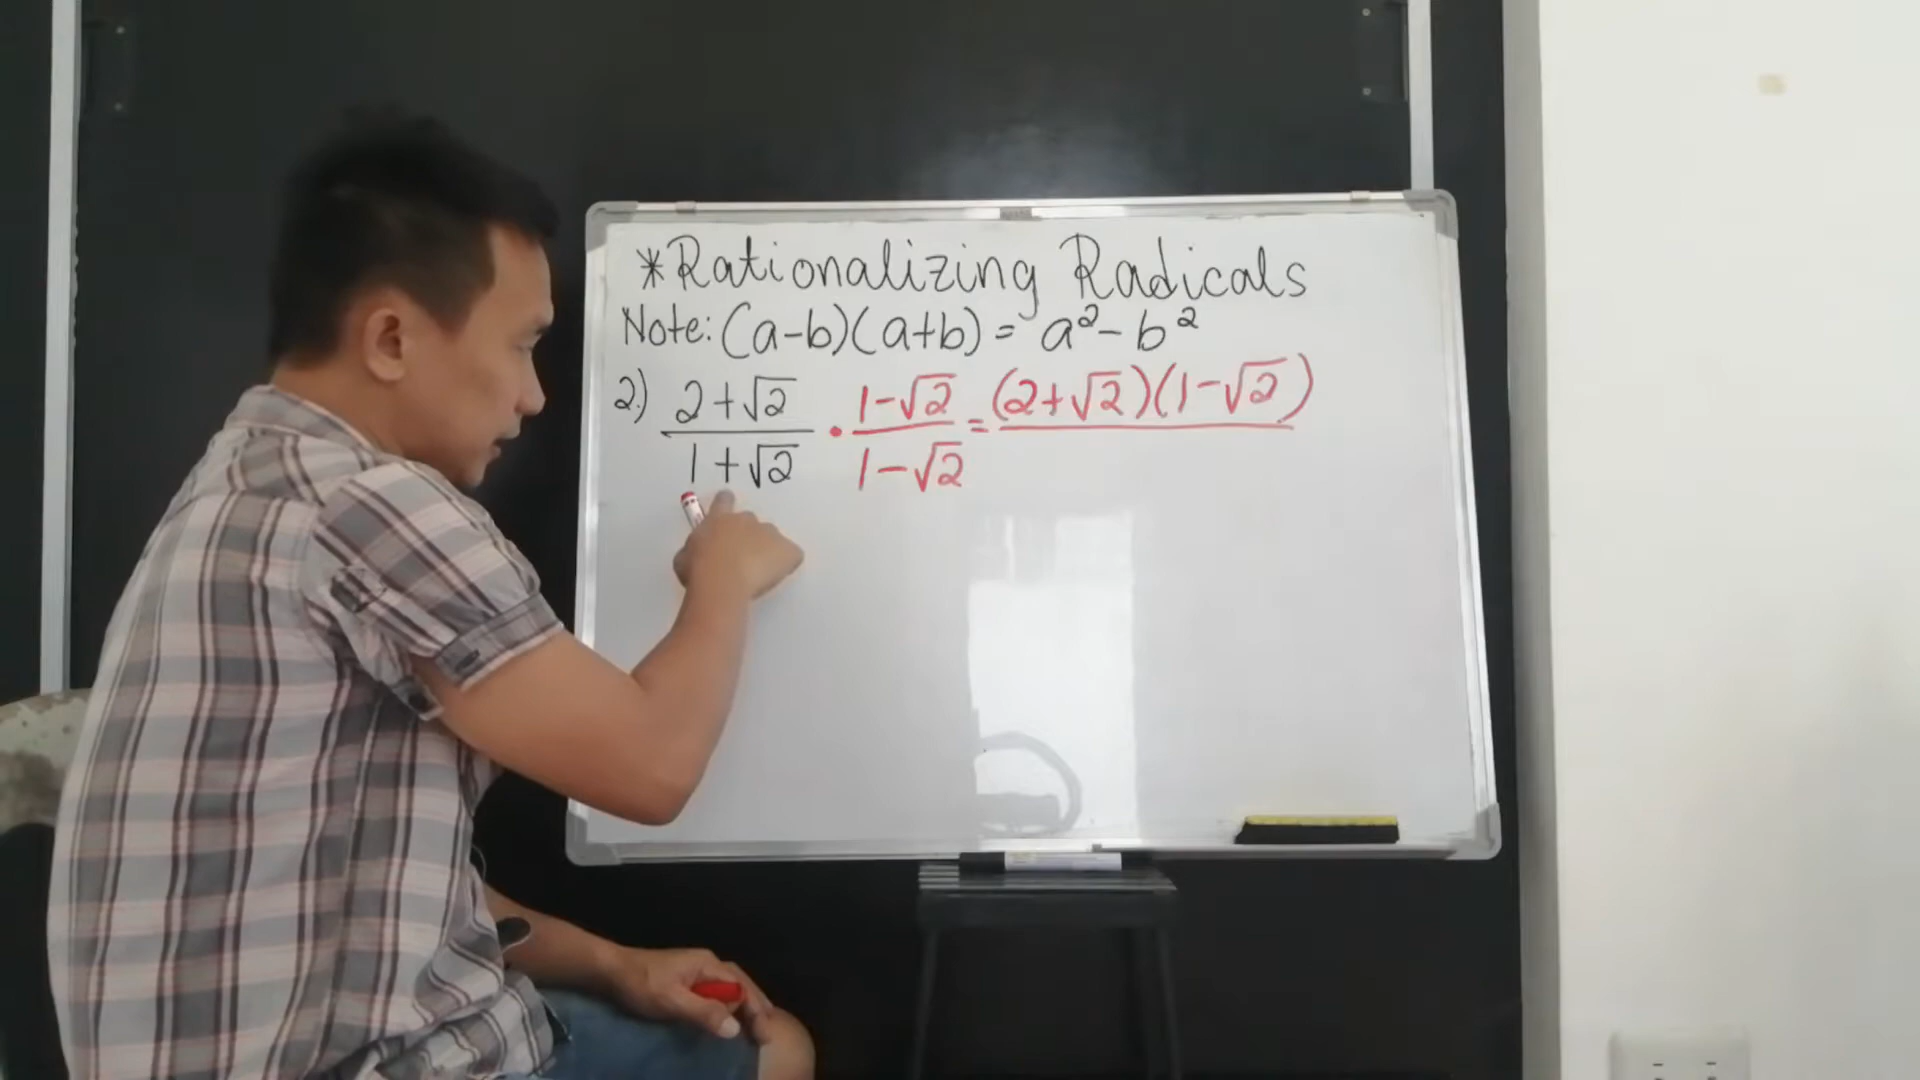 *Rationalizing Radicals
Note: (a-b)(a+b) = a² - b²
2.) 2+√2 / 1+√2 • 1-√2 / 1-√2 = (2+√2)(1-√2)